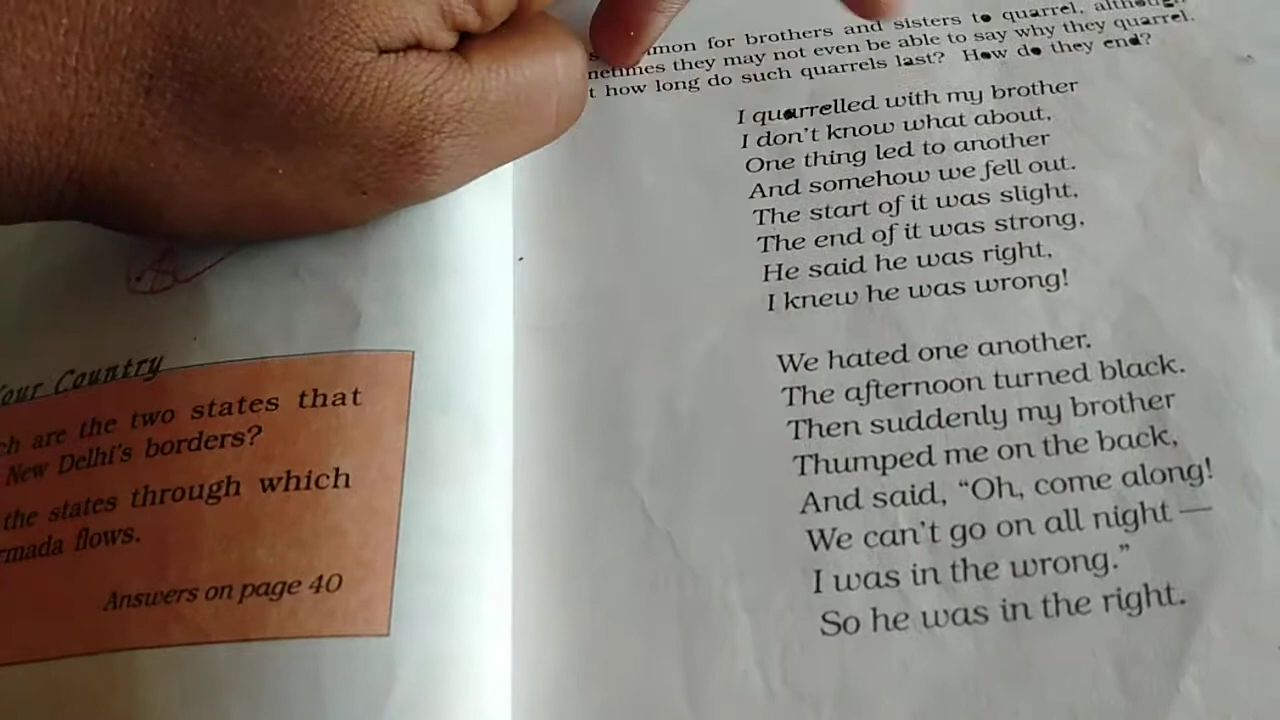 our Country
are the two states that
New Delhi's borders?
the states through which
flows.
Answers on page 40
for brothers and sisters to quarrel, although
they may not even be able to say why they quarrel.
how long do such quarrels last? How do they end?
I quarrelled with my brother
I don't know what about,
One thing led to another
And somehow we fell out.
The start of it was slight,
The end of it was strong,
He said he was right,
I knew he was wrong!
We hated one another.
The afternoon turned black.
Then suddenly my brother
Thumped me on the back,
And said, “Oh, come along!
We can't go on all night —
I was in the wrong.”
So he was in the right.